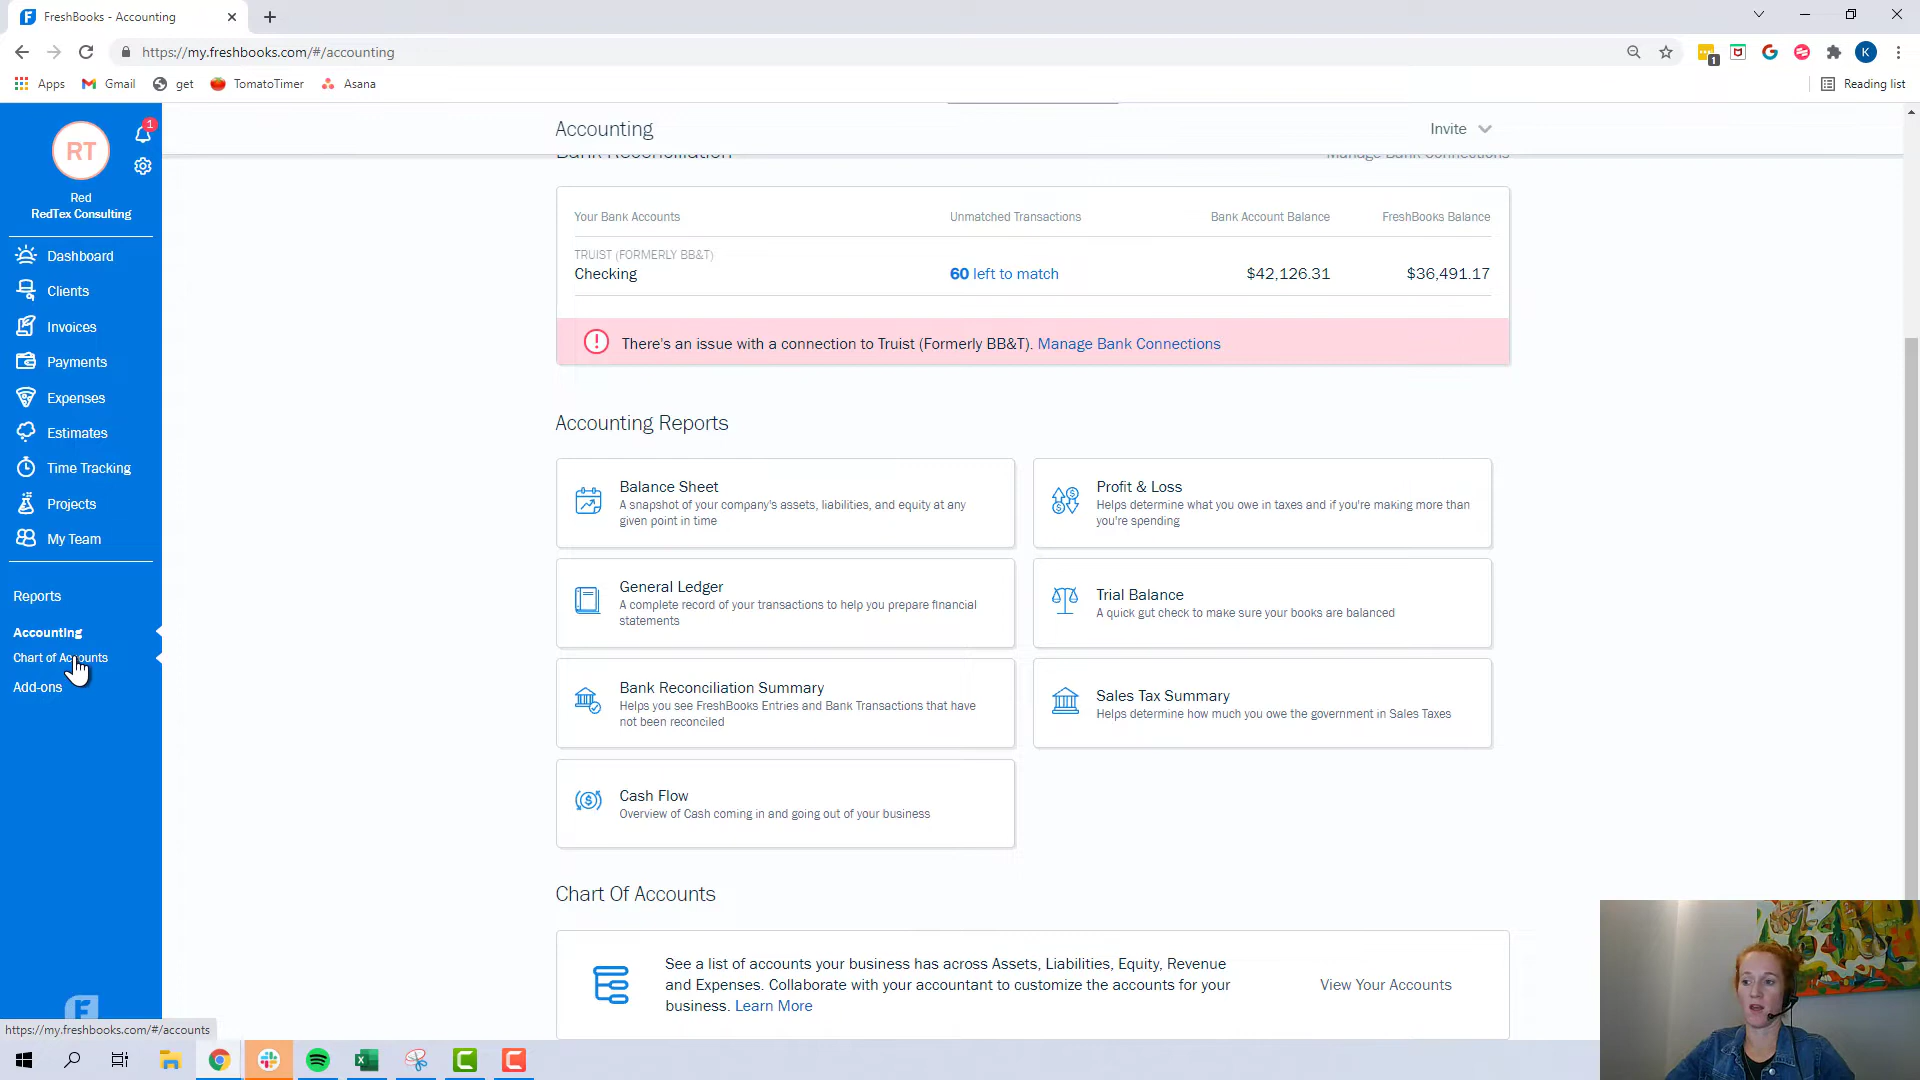 FreshBooks - Accounting
https://my.freshbooks.com/#/accounting
1
K
Apps
Gmail
get
TomatoTimer
Asana
Reading list
RT
1
Red
RedTex Consulting
Dashboard
Clients
Invoices
Payments
Expenses
Estimates
Time Tracking
Projects
My Team
Reports
Accounting
Chart of Accounts
Add-ons
https://my.freshbooks.com/#/accounts
Accounting
Invite
Bank Reconciliation
Manage Bank Connections
Your Bank Accounts Unmatched Transactions Bank Account Balance FreshBooks Balance
TRUIST (FORMERLY BB&T)
Checking 60 left to match $42,126.31 $36,491.17
There's an issue with a connection to Truist (Formerly BB&T). Manage Bank Connections
Accounting Reports
Balance Sheet
A snapshot of your company's assets, liabilities, and equity at any
given point in time
Profit & Loss
Helps determine what you owe in taxes and if you're making more than
you're spending
General Ledger
A complete record of your transactions to help you prepare financial
statements
Trial Balance
A quick gut check to make sure your books are balanced
Bank Reconciliation Summary
Helps you see FreshBooks Entries and Bank Transactions that have
not been reconciled
Sales Tax Summary
Helps determine how much you owe the government in Sales Taxes
Cash Flow
Overview of Cash coming in and going out of your business
Chart Of Accounts
See a list of accounts your business has across Assets, Liabilities, Equity, Revenue
and Expenses. Collaborate with your accountant to customize the accounts for your
business. Learn More
View Your Accounts